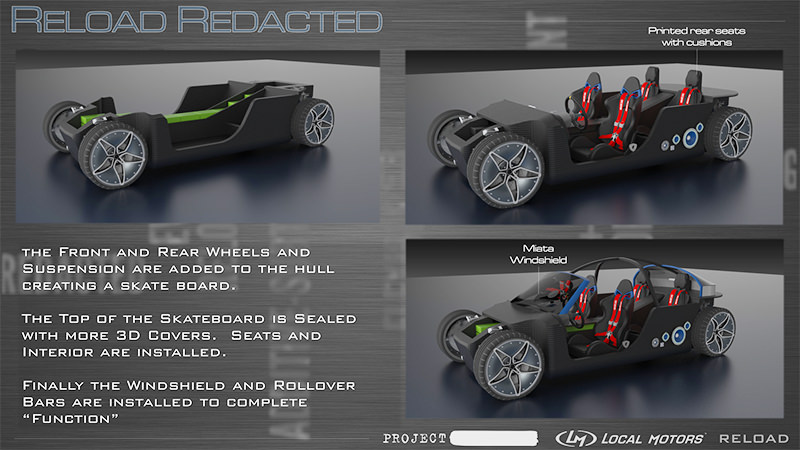 RELOAD REDACTED
Printed rear seats
with cushions
THE FRONT AND REAR WHEELS AND
SUSPENSION ARE ADDED TO THE HULL
CREATING A SKATE BOARD.
THE TOP OF THE SKATEBOARD IS SEALED
WITH MORE 3D COVERS. SEATS AND
INTERIOR ARE INSTALLED.
Miata
Windshield
FINALLY THE WINDSHIELD AND ROLLOVER
BARS ARE INSTALLED TO COMPLETE
“FUNCTION”
PROJECT
LM LOCAL MOTORS RELOAD